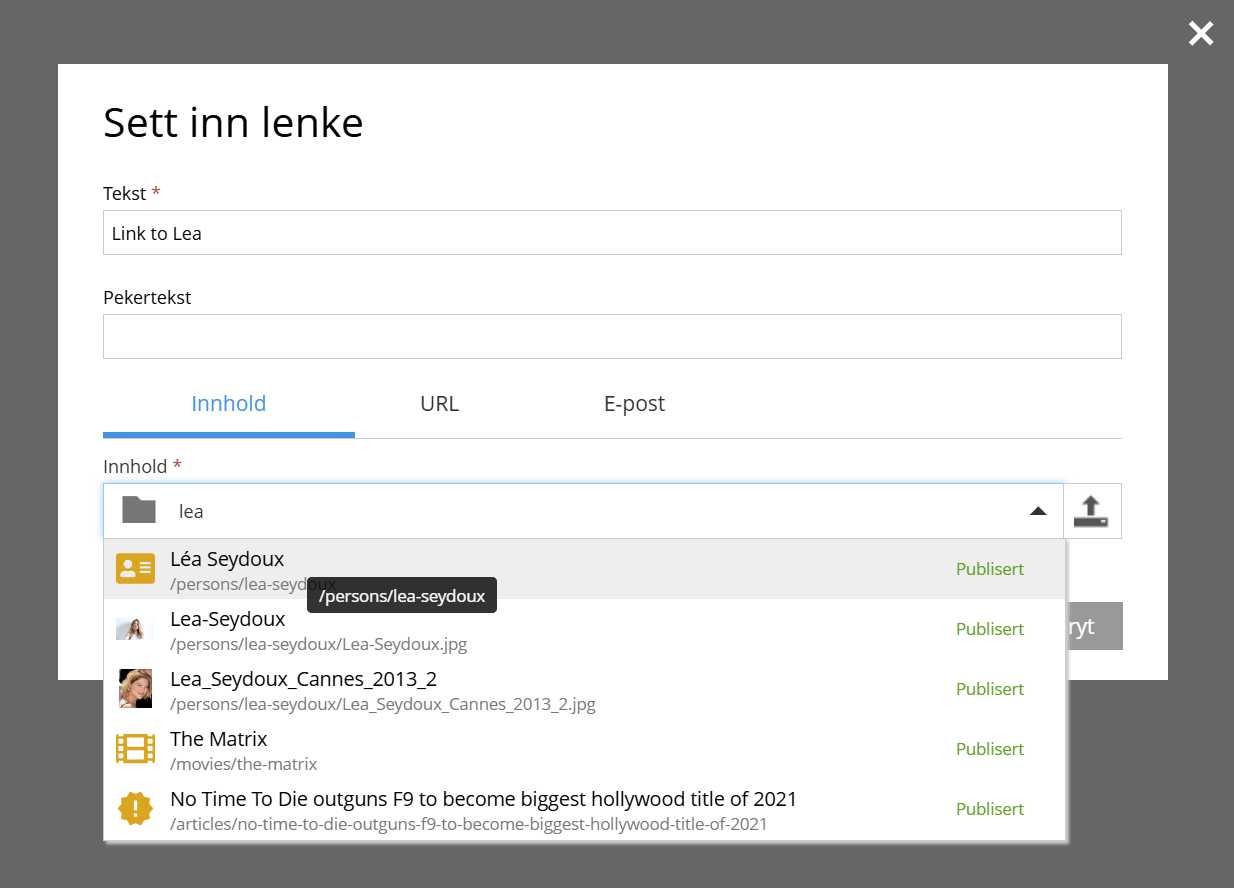 Sett inn lenke
Tekst *
Link to Lea
Pekertekst
Innhold URL E-post
Innhold *
lea
Léa Seydoux
/persons/lea-seydoux
Publisert
/persons/lea-seydoux
Lea-Seydoux
/persons/lea-seydoux/Lea-Seydoux.jpg
Publisert
ryt
Lea_Seydoux_Cannes_2013_2
/persons/lea-seydoux/Lea_Seydoux_Cannes_2013_2.jpg
Publisert
The Matrix
/movies/the-matrix
Publisert
No Time To Die outguns F9 to become biggest hollywood title of 2021
/articles/no-time-to-die-outguns-f9-to-become-biggest-hollywood-title-of-2021
Publisert